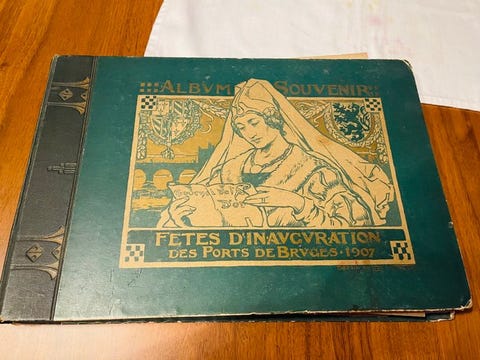 ALBVM SOUVENIR
FETES D'INAVGVRATION
DES PORTS DE BRVGES · 1907